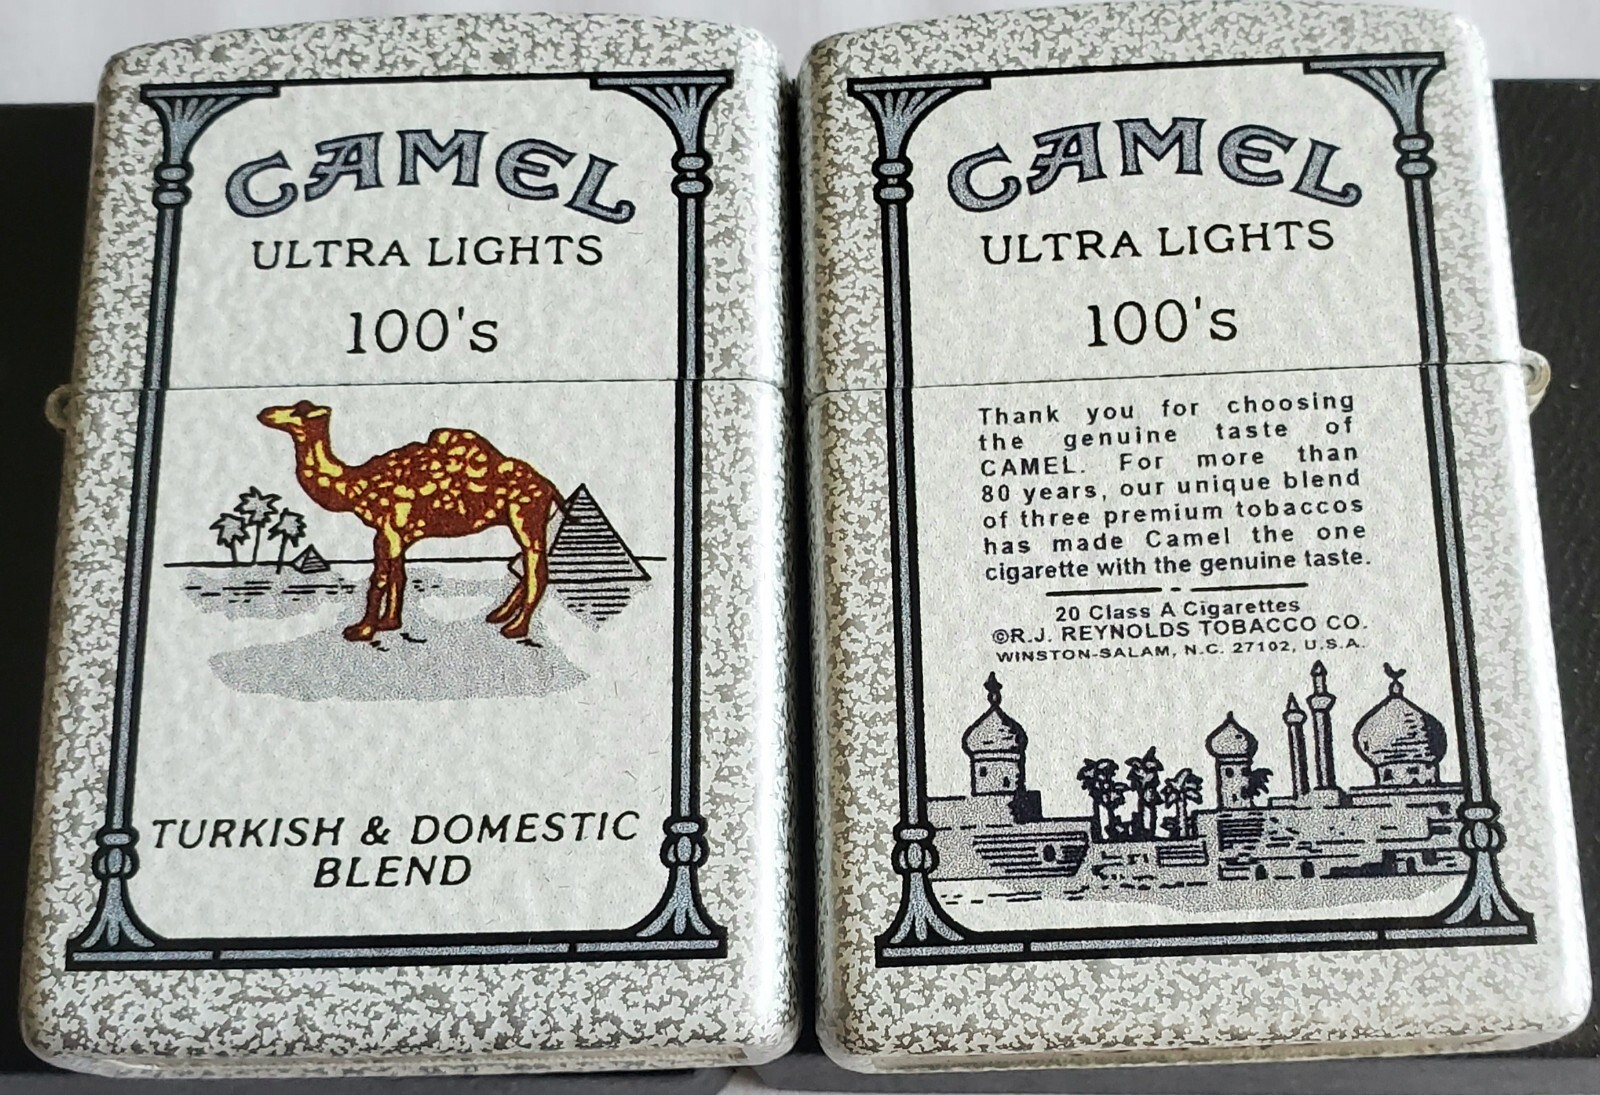 CAMEL
ULTRA LIGHTS
100's
TURKISH & DOMESTIC
BLEND
CAMEL
ULTRA LIGHTS
100's
Thank you for choosing
the genuine taste of
CAMEL. For more than
80 years, our unique blend
of three premium tobaccos
has made Camel the one
cigarette with the genuine taste.
20 Class A Cigarettes
©R.J. REYNOLDS TOBACCO CO.
WINSTON-SALAM, N.C. 27102, U.S.A.